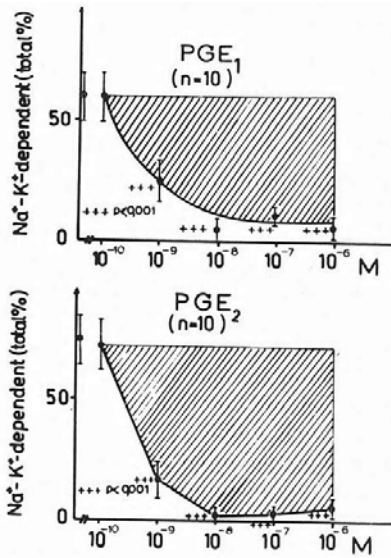 PGE1
(n=10)
Na+-K±dependent (total%)
50
+++ p<0.001
+++
+++
+++
+++
0
10-10
10-9
10-8
10-7
10-6
M
PGE2
(n=10)
Na+-K±dependent (total%)
50
+++
+++ p<0.001
+++
+++
+++
0
10-10
10-9
10-8
10-7
10-6
M